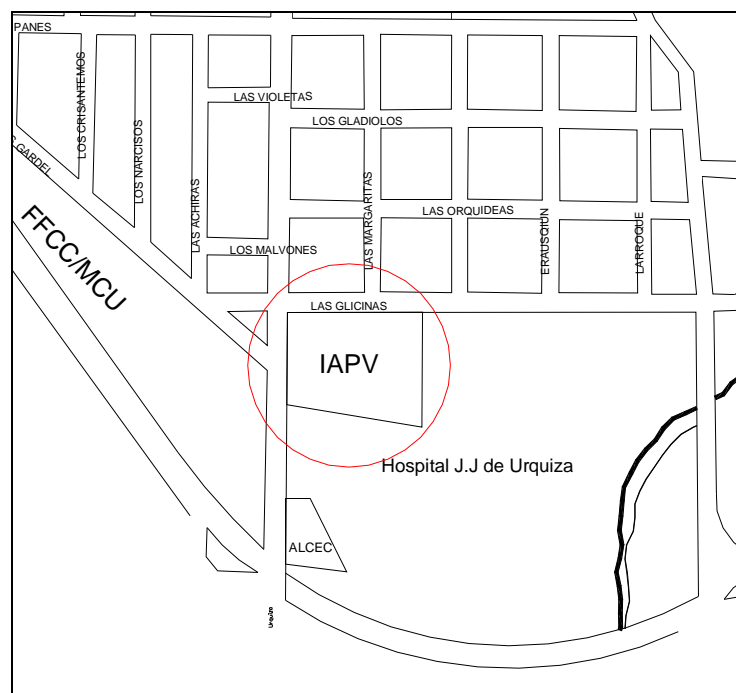 PANES
LOS CRISANTEMOS
LAS VIOLETAS
LOS GLADIOLOS
GARDEL
LOS NARCISOS
LAS ACHIRAS
LAS MARGARITAS
LAS ORQUIDEAS
ERAUSQUIN
LARROQUE
FFCC/MCU
LOS MALVONES
LAS GLICINAS
IAPV
Hospital J.J de Urquiza
ALCEC
Urquiza